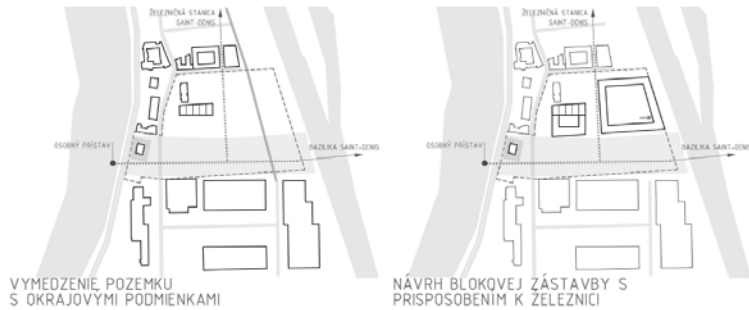 ŽELEZNIČNÁ STANICA
SAINT-DENIS
OSOBNÝ PRÍSTAV
BAZILIKA SAINT-DENIS
VYMEDZENIE POZEMKU
S OKRAJOVÝMI PODMIENKAMI
ŽELEZNIČNÁ STANICA
SAINT-DENIS
OSOBNÝ PRÍSTAV
BAZILIKA SAINT-DENIS
NÁVRH BLOKOVEJ ZÁSTAVBY S
PRISPOSOBENÍM K ŽELEZNICI